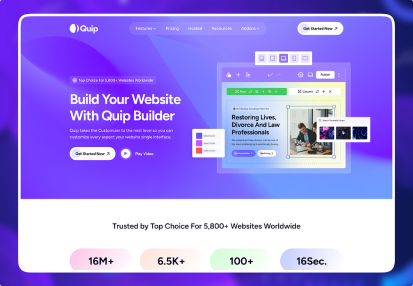 Quip
Features
Pricing
Hosted
Resources
Addons
Get Started Now
Top Choice For 5,800+ Websites Worldwide
Build Your Website
With Quip Builder
Quip takes the Customizer to the next level so you can
customize every aspect your website single interface.
Get Started Now
Play Video
Row
Column
Restoring Lives,
Divorce And Law
Professionals
Trusted by Top Choice For 5,800+ Websites Worldwide
16M+
6.5K+
100+
16Sec.